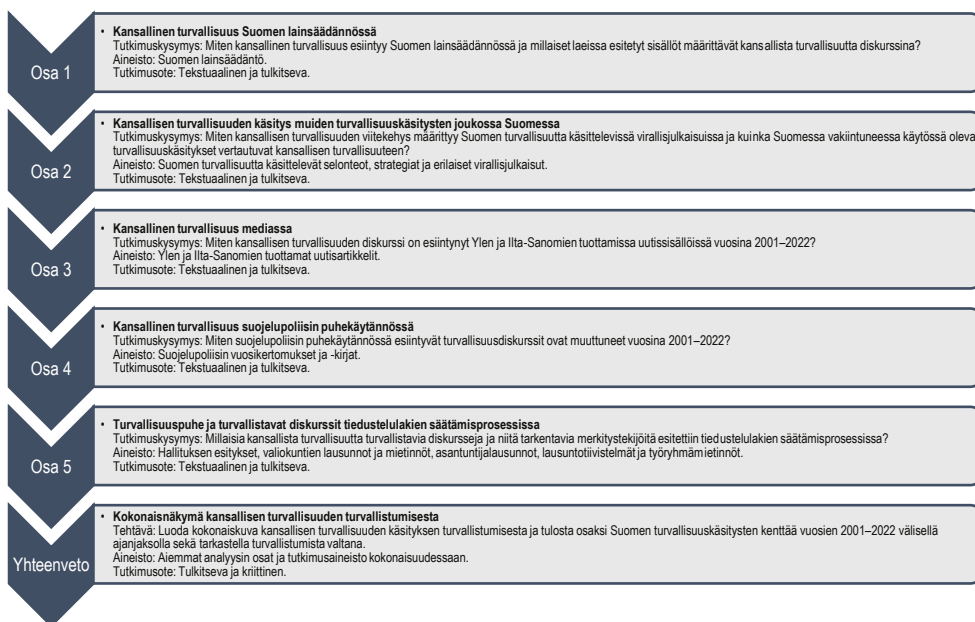 Osa 1
• Kansallinen turvallisuus Suomen lainsäädännössä
Tutkimuskysymys: Miten kansallinen turvallisuus esiintyy Suomen lainsäädännössä ja millaiset laeissa esitetyt sisällöt määrittävät kansallista turvallisuutta diskurssina?
Aineisto: Suomen lainsäädäntö.
Tutkimusote: Tekstuaalinen ja tulkitseva.
Osa 2
• Kansallisen turvallisuuden käsitys muiden turvallisuuskäsitysten joukossa Suomessa
Tutkimuskysymys: Miten kansallisen turvallisuuden viitekehys määrittyy Suomen turvallisuutta käsittelevissä virallisjulkaisuissa ja kuinka Suomessa vakiintuneessa käytössä oleva
turvallisuuskäsitykset vertautuvat kansallisen turvallisuuteen?
Aineisto: Suomen turvallisuutta käsittelevät selonteot, strategiat ja erilaiset virallisjulkaisut.
Tutkimusote: Tekstuaalinen ja tulkitseva.
Osa 3
• Kansallinen turvallisuus mediassa
Tutkimuskysymys: Miten kansallisen turvallisuuden diskurssi on esiintynyt Ylen ja Ilta-Sanomien tuottamissa uutissisällöissä vuosina 2001–2022?
Aineisto: Ylen ja Ilta-Sanomien tuottamat uutisartikkelit.
Tutkimusote: Tekstuaalinen ja tulkitseva.
Osa 4
• Kansallinen turvallisuus suojelupoliisin puhekäytännössä
Tutkimuskysymys: Miten suojelupoliisin puhekäytännössä esiintyvät turvallisuusdiskurssit ovat muuttuneet vuosina 2001–2022?
Aineisto: Suojelupoliisin vuosikertomukset ja -kirjat.
Tutkimusote: Tekstuaalinen ja tulkitseva.
Osa 5
• Turvallisuuspuhe ja turvallistavat diskurssit tiedustelulakien säätämisprosessissa
Tutkimuskysymys: Millaisia kansallista turvallisuutta turvallistavia diskursseja ja niitä tarkentavia merkitystekijöitä esitettiin tiedustelulakien säätämisprosessissa?
Aineisto: Hallituksen esitykset, valiokuntien lausunnot ja mietinnöt, asantuntijalausunnot, lausuntotiivistelmät ja työryhmämietinnöt.
Tutkimusote: Tekstuaalinen ja tulkitseva.
Yhteenveto
• Kokonaisnäkymä kansallisen turvallisuuden turvallistumisesta
Tehtävä: Luoda kokonaiskuva kansallisen turvallisuuden käsityksen turvallistumisesta ja tulosta osaksi Suomen turvallisuuskäsitysten kenttää vuosien 2001–2022 välisellä
ajanjaksolla sekä tarkastella turvallistumista valtana.
Aineisto: Aiemmat analyysin osat ja tutkimusaineisto kokonaisuudessaan.
Tutkimusote: Tulkitseva ja kriittinen.